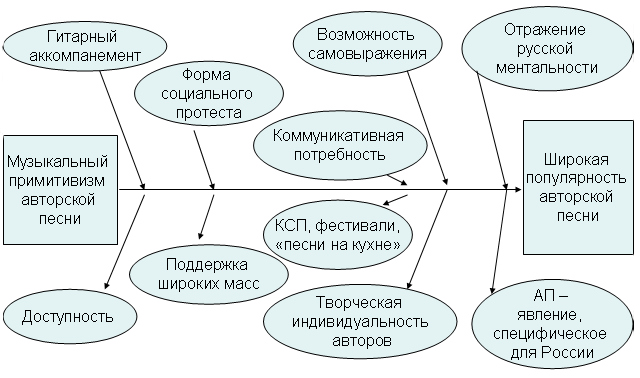 Гитарный
аккомпанемент
Форма
социального
протеста
Возможность
самовыражения
Отражение
русской
ментальности
Коммуникативная
потребность
Музыкальный
примитивизм
авторской
песни
Широкая
популярность
авторской
песни
КСП, фестивали,
«песни на кухне»
Поддержка
широких масс
Доступность
Творческая
индивидуальность
авторов
АП –
явление,
специфическое
для России